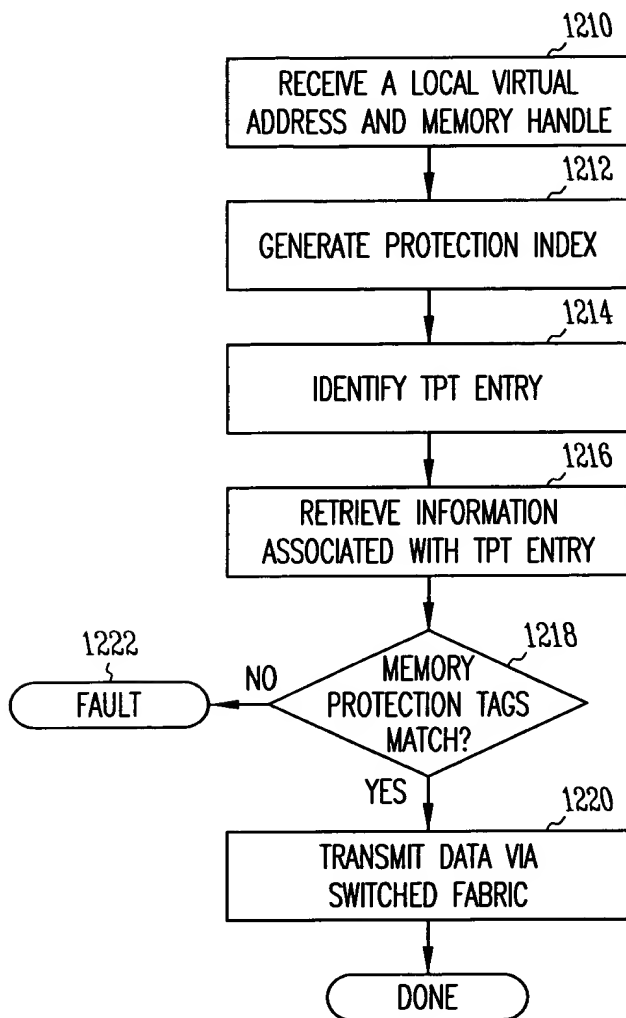 1210
RECEIVE A LOCAL VIRTUAL
ADDRESS AND MEMORY HANDLE
1212
GENERATE PROTECTION INDEX
1214
IDENTIFY TPT ENTRY
1216
RETRIEVE INFORMATION
ASSOCIATED WITH TPT ENTRY
1218
MEMORY
PROTECTION TAGS
MATCH?
NO
1222
FAULT
YES
1220
TRANSMIT DATA VIA
SWITCHED FABRIC
DONE